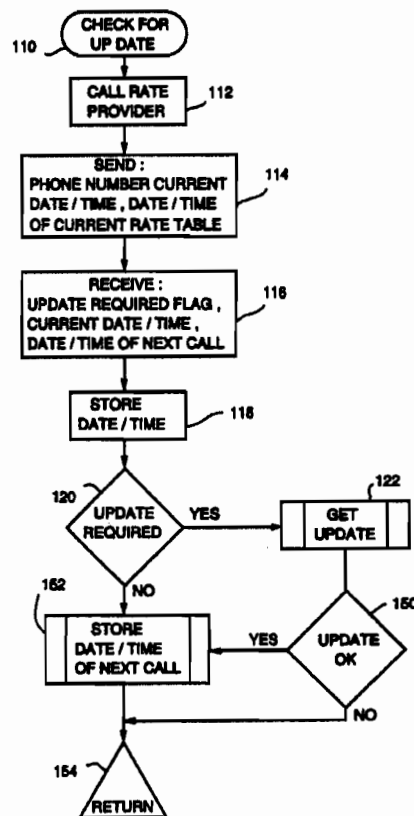 CHECK FOR
UP DATE
110
CALL RATE
PROVIDER
112
SEND :
PHONE NUMBER CURRENT
DATE / TIME , DATE / TIME
OF CURRENT RATE TABLE
114
RECEIVE :
UPDATE REQUIRED FLAG ,
CURRENT DATE / TIME ,
DATE / TIME OF NEXT CALL
116
STORE
DATE / TIME
118
120
UPDATE
REQUIRED
YES
122
GET
UPDATE
NO
152
STORE
DATE / TIME
OF NEXT CALL
YES
150
UPDATE
OK
NO
154
RETURN